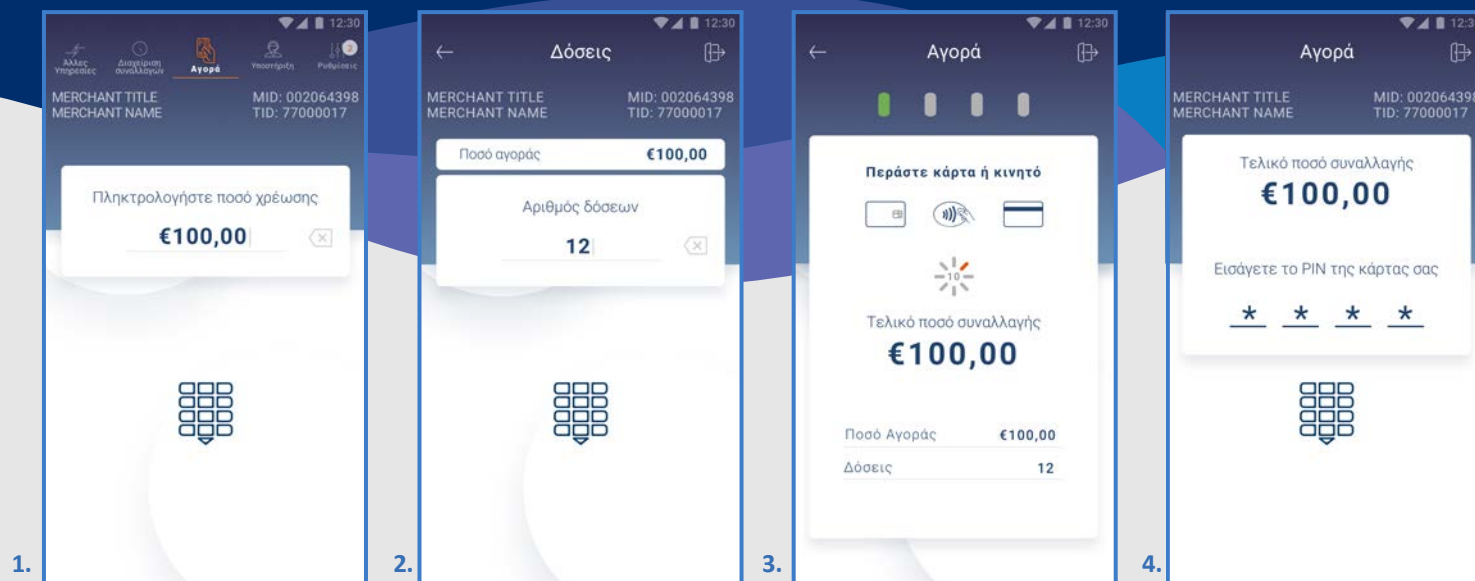 12:30
Άλλες
Υπηρεσίες
Διαχείριση
συναλλαγών
Αγορά
Υποστήριξη
2
Ρυθμίσεις
MERCHANT TITLE
MERCHANT NAME
MID: 002064398
TID: 77000017
Πληκτρολογήστε ποσό χρέωσης
€100,00
1.
12:30
Δόσεις
MERCHANT TITLE
MERCHANT NAME
MID: 002064398
TID: 77000017
Ποσό αγοράς €100,00
Αριθμός δόσεων
12
2.
12:30
Αγορά
Περάστε κάρτα ή κινητό
10
Τελικό ποσό συναλλαγής
€100,00
Ποσό Αγοράς €100,00
Δόσεις 12
3.
12:30
Αγορά
MERCHANT TITLE
MERCHANT NAME
MID: 002064398
TID: 77000017
Τελικό ποσό συναλλαγής
€100,00
Εισάγετε το PIN της κάρτας σας
* * * *
4.